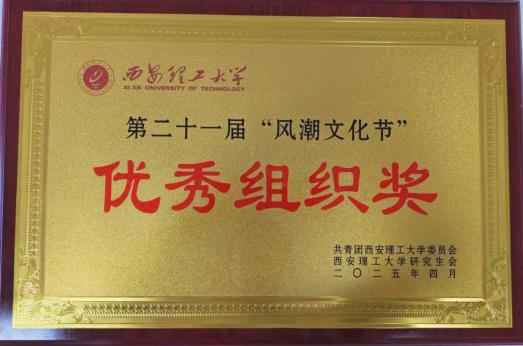 西安理工大学
XI'AN UNIVERSITY OF TECHNOLOGY
第二十一届“风潮文化节”
优秀组织奖
共青团西安理工大学委员会
西安理工大学研究生会
二〇二五年四月